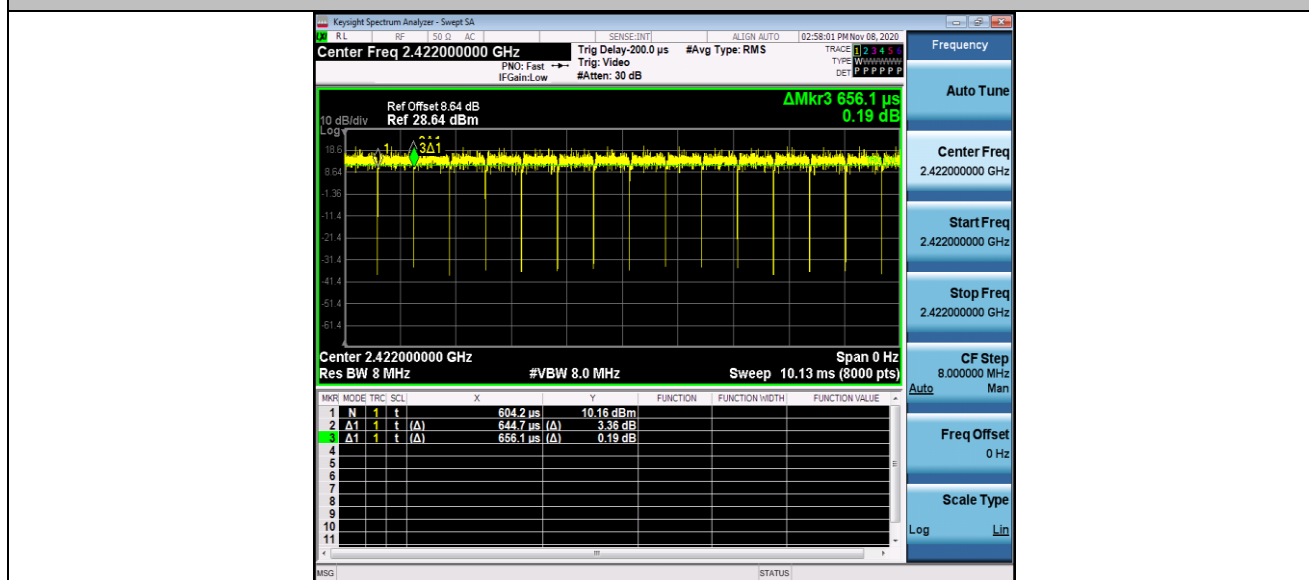 Keysight Spectrum Analyzer - Swept SA
RL RF 50 Ω AC SENSE:INT ALIGN AUTO 02:58:01 PM Nov 08, 2020
Center Freq 2.422000000 GHz
PNO: Fast
IFGain:Low
Trig Delay-200.0 µs
Trig: Video
#Atten: 30 dB
#Avg Type: RMS
TRACE 1 2 3 4 5 6
TYPE WWWWWW
DET P P P P P P
ΔMkr3 656.1 µs
0.19 dB
Ref Offset 8.64 dB
10 dB/div Ref 28.64 dBm
Log
18.6
8.64
-1.36
-11.4
-21.4
-31.4
-41.4
-51.4
-61.4
1
3Δ1
Center 2.422000000 GHz Span 0 Hz
Res BW 8 MHz #VBW 8.0 MHz Sweep 10.13 ms (8000 pts)
MKR MODE TRC SCL X Y FUNCTION FUNCTION WIDTH FUNCTION VALUE
1 N 1 t 604.2 µs 10.16 dBm
2 Δ1 1 t (Δ) 644.7 µs (Δ) 3.36 dB
3 Δ1 1 t (Δ) 656.1 µs (Δ) 0.19 dB
4
5
6
7
8
9
10
11
MSG STATUS
Frequency
Auto Tune
Center Freq
2.422000000 GHz
Start Freq
2.422000000 GHz
Stop Freq
2.422000000 GHz
CF Step
8.000000 MHz
Auto Man
Freq Offset
0 Hz
Scale Type
Log Lin